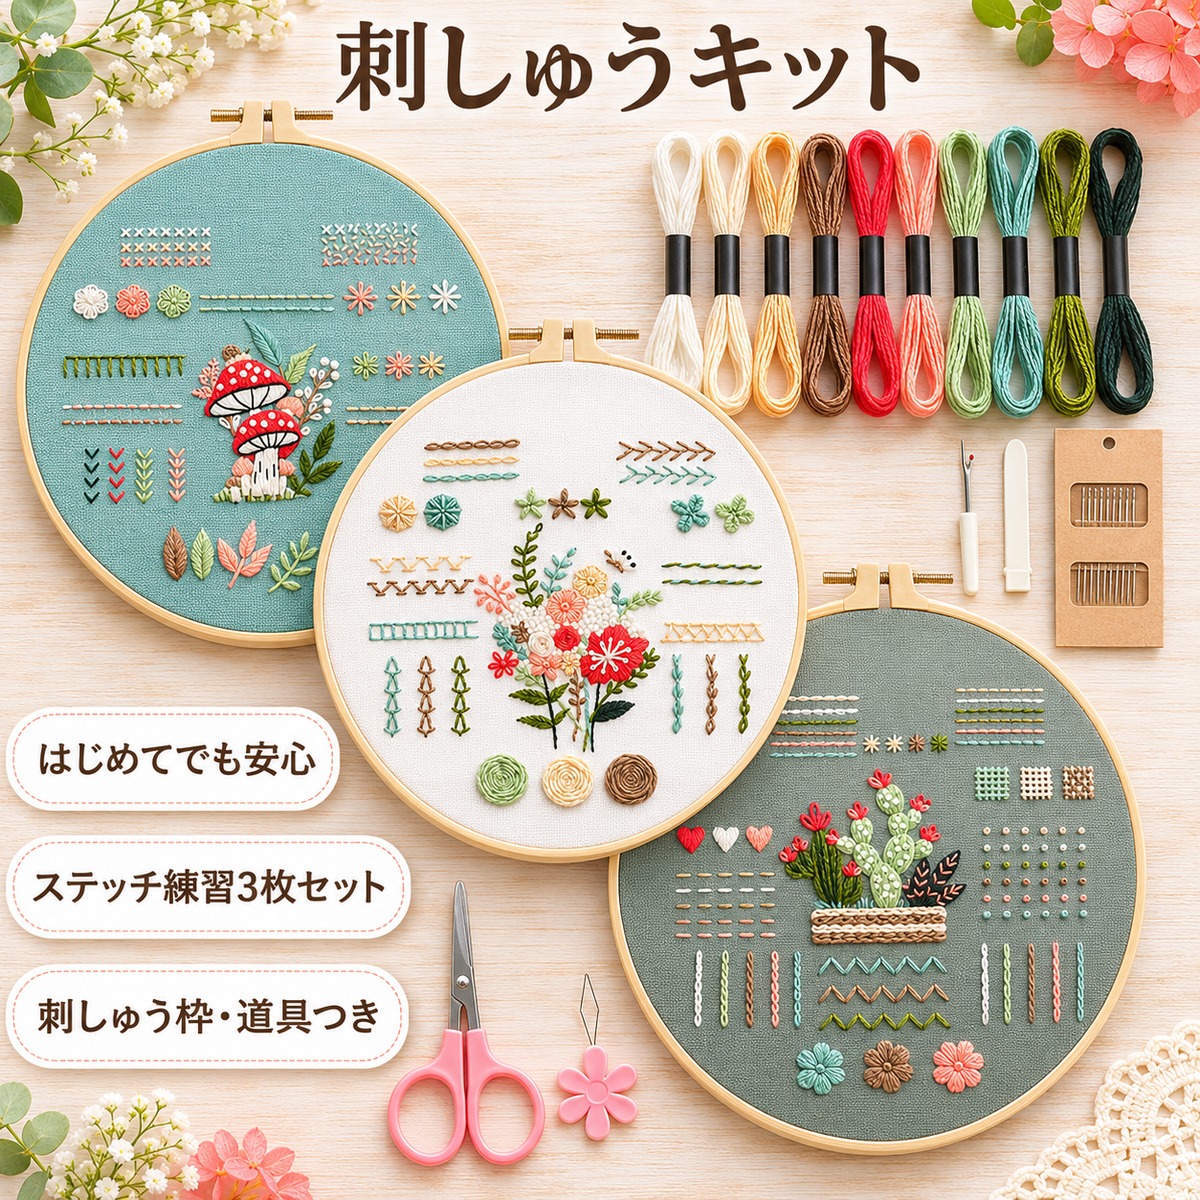 刺しゅうキット
はじめてでも安心
ステッチ練習3枚セット
刺しゅう枠・道具つき